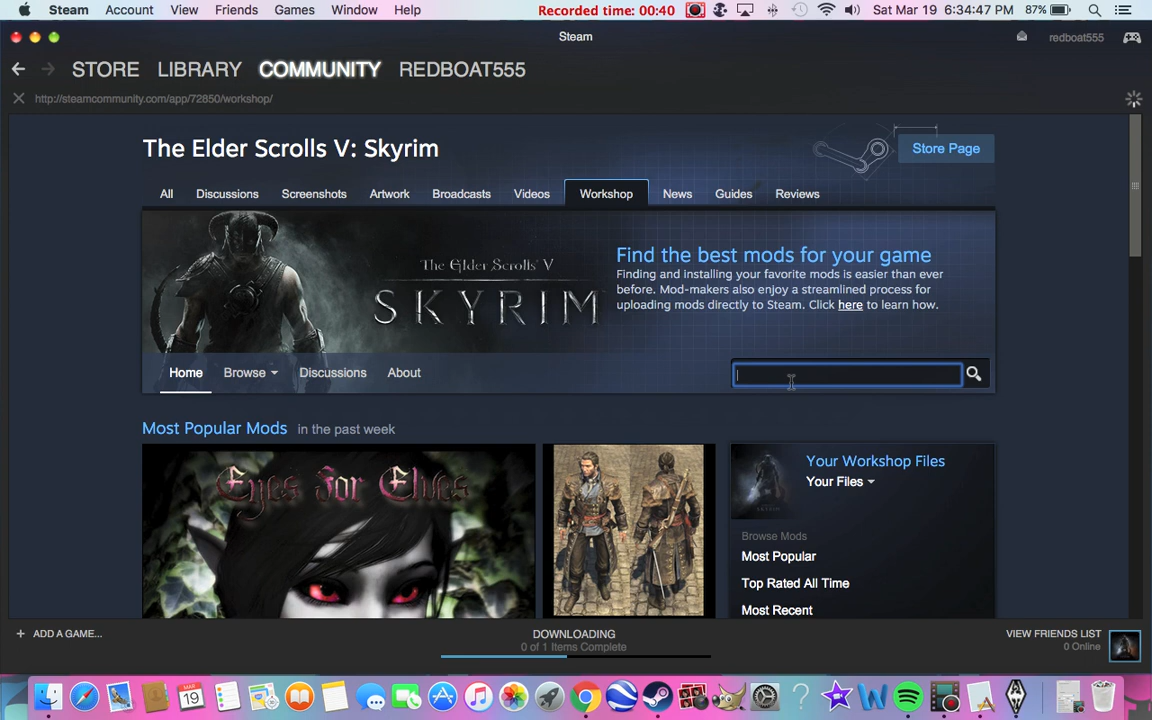 Steam Account View Friends Games Window Help Recorded time: 00:40 Sat Mar 19 6:34:47 PM 87%
Steam
redboat555
STORE LIBRARY COMMUNITY REDBOAT555
http://steamcommunity.com/app/72850/workshop/
The Elder Scrolls V: Skyrim
Store Page
All Discussions Screenshots Artwork Broadcasts Videos Workshop News Guides Reviews
The Elder Scrolls V
SKYRIM
Find the best mods for your game
Finding and installing your favorite mods is easier than ever
before. Mod-makers also enjoy a streamlined process for
uploading mods directly to Steam. Click here to learn how.
Home Browse Discussions About
Most Popular Mods in the past week
Eyes For Elves
Your Workshop Files
Your Files
Browse Mods
Most Popular
Top Rated All Time
Most Recent
+ ADD A GAME...
DOWNLOADING
0 of 1 Items Complete
VIEW FRIENDS LIST
0 Online
MAR
19